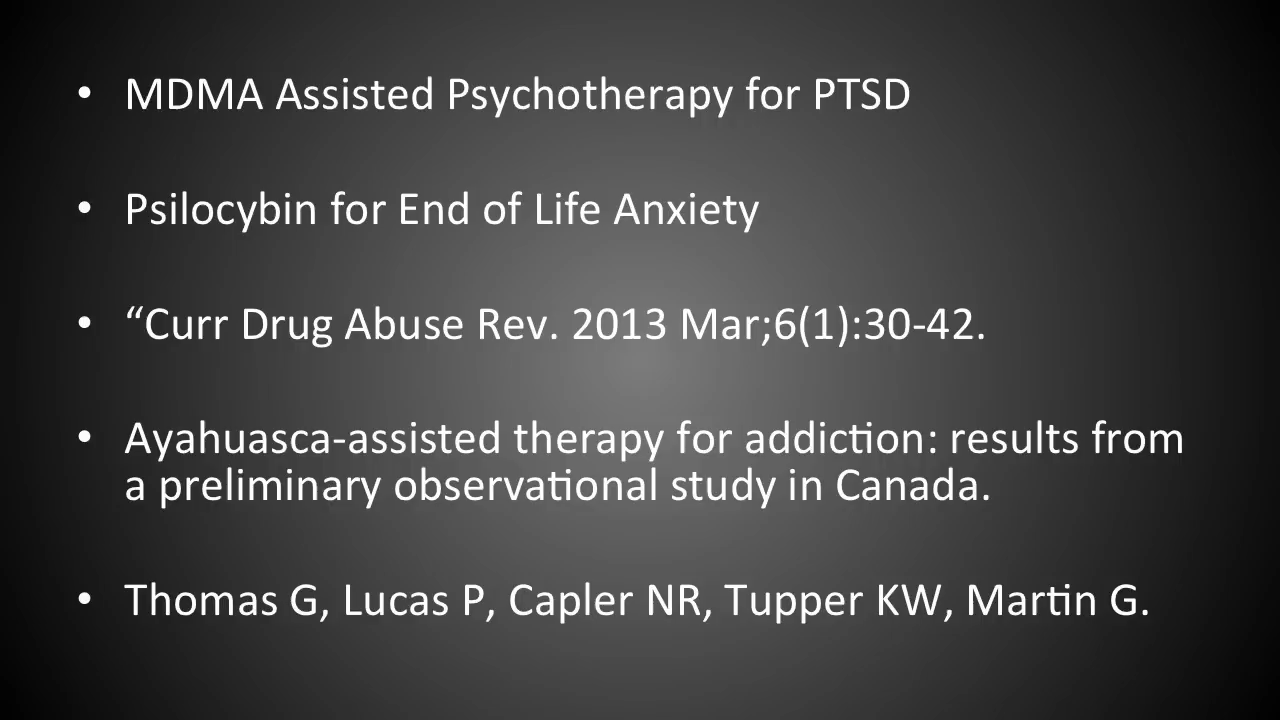 • MDMA Assisted Psychotherapy for PTSD
• Psilocybin for End of Life Anxiety
• “Curr Drug Abuse Rev. 2013 Mar;6(1):30-42.
• Ayahuasca-assisted therapy for addiction: results from
a preliminary observational study in Canada.
• Thomas G, Lucas P, Capler NR, Tupper KW, Martin G.